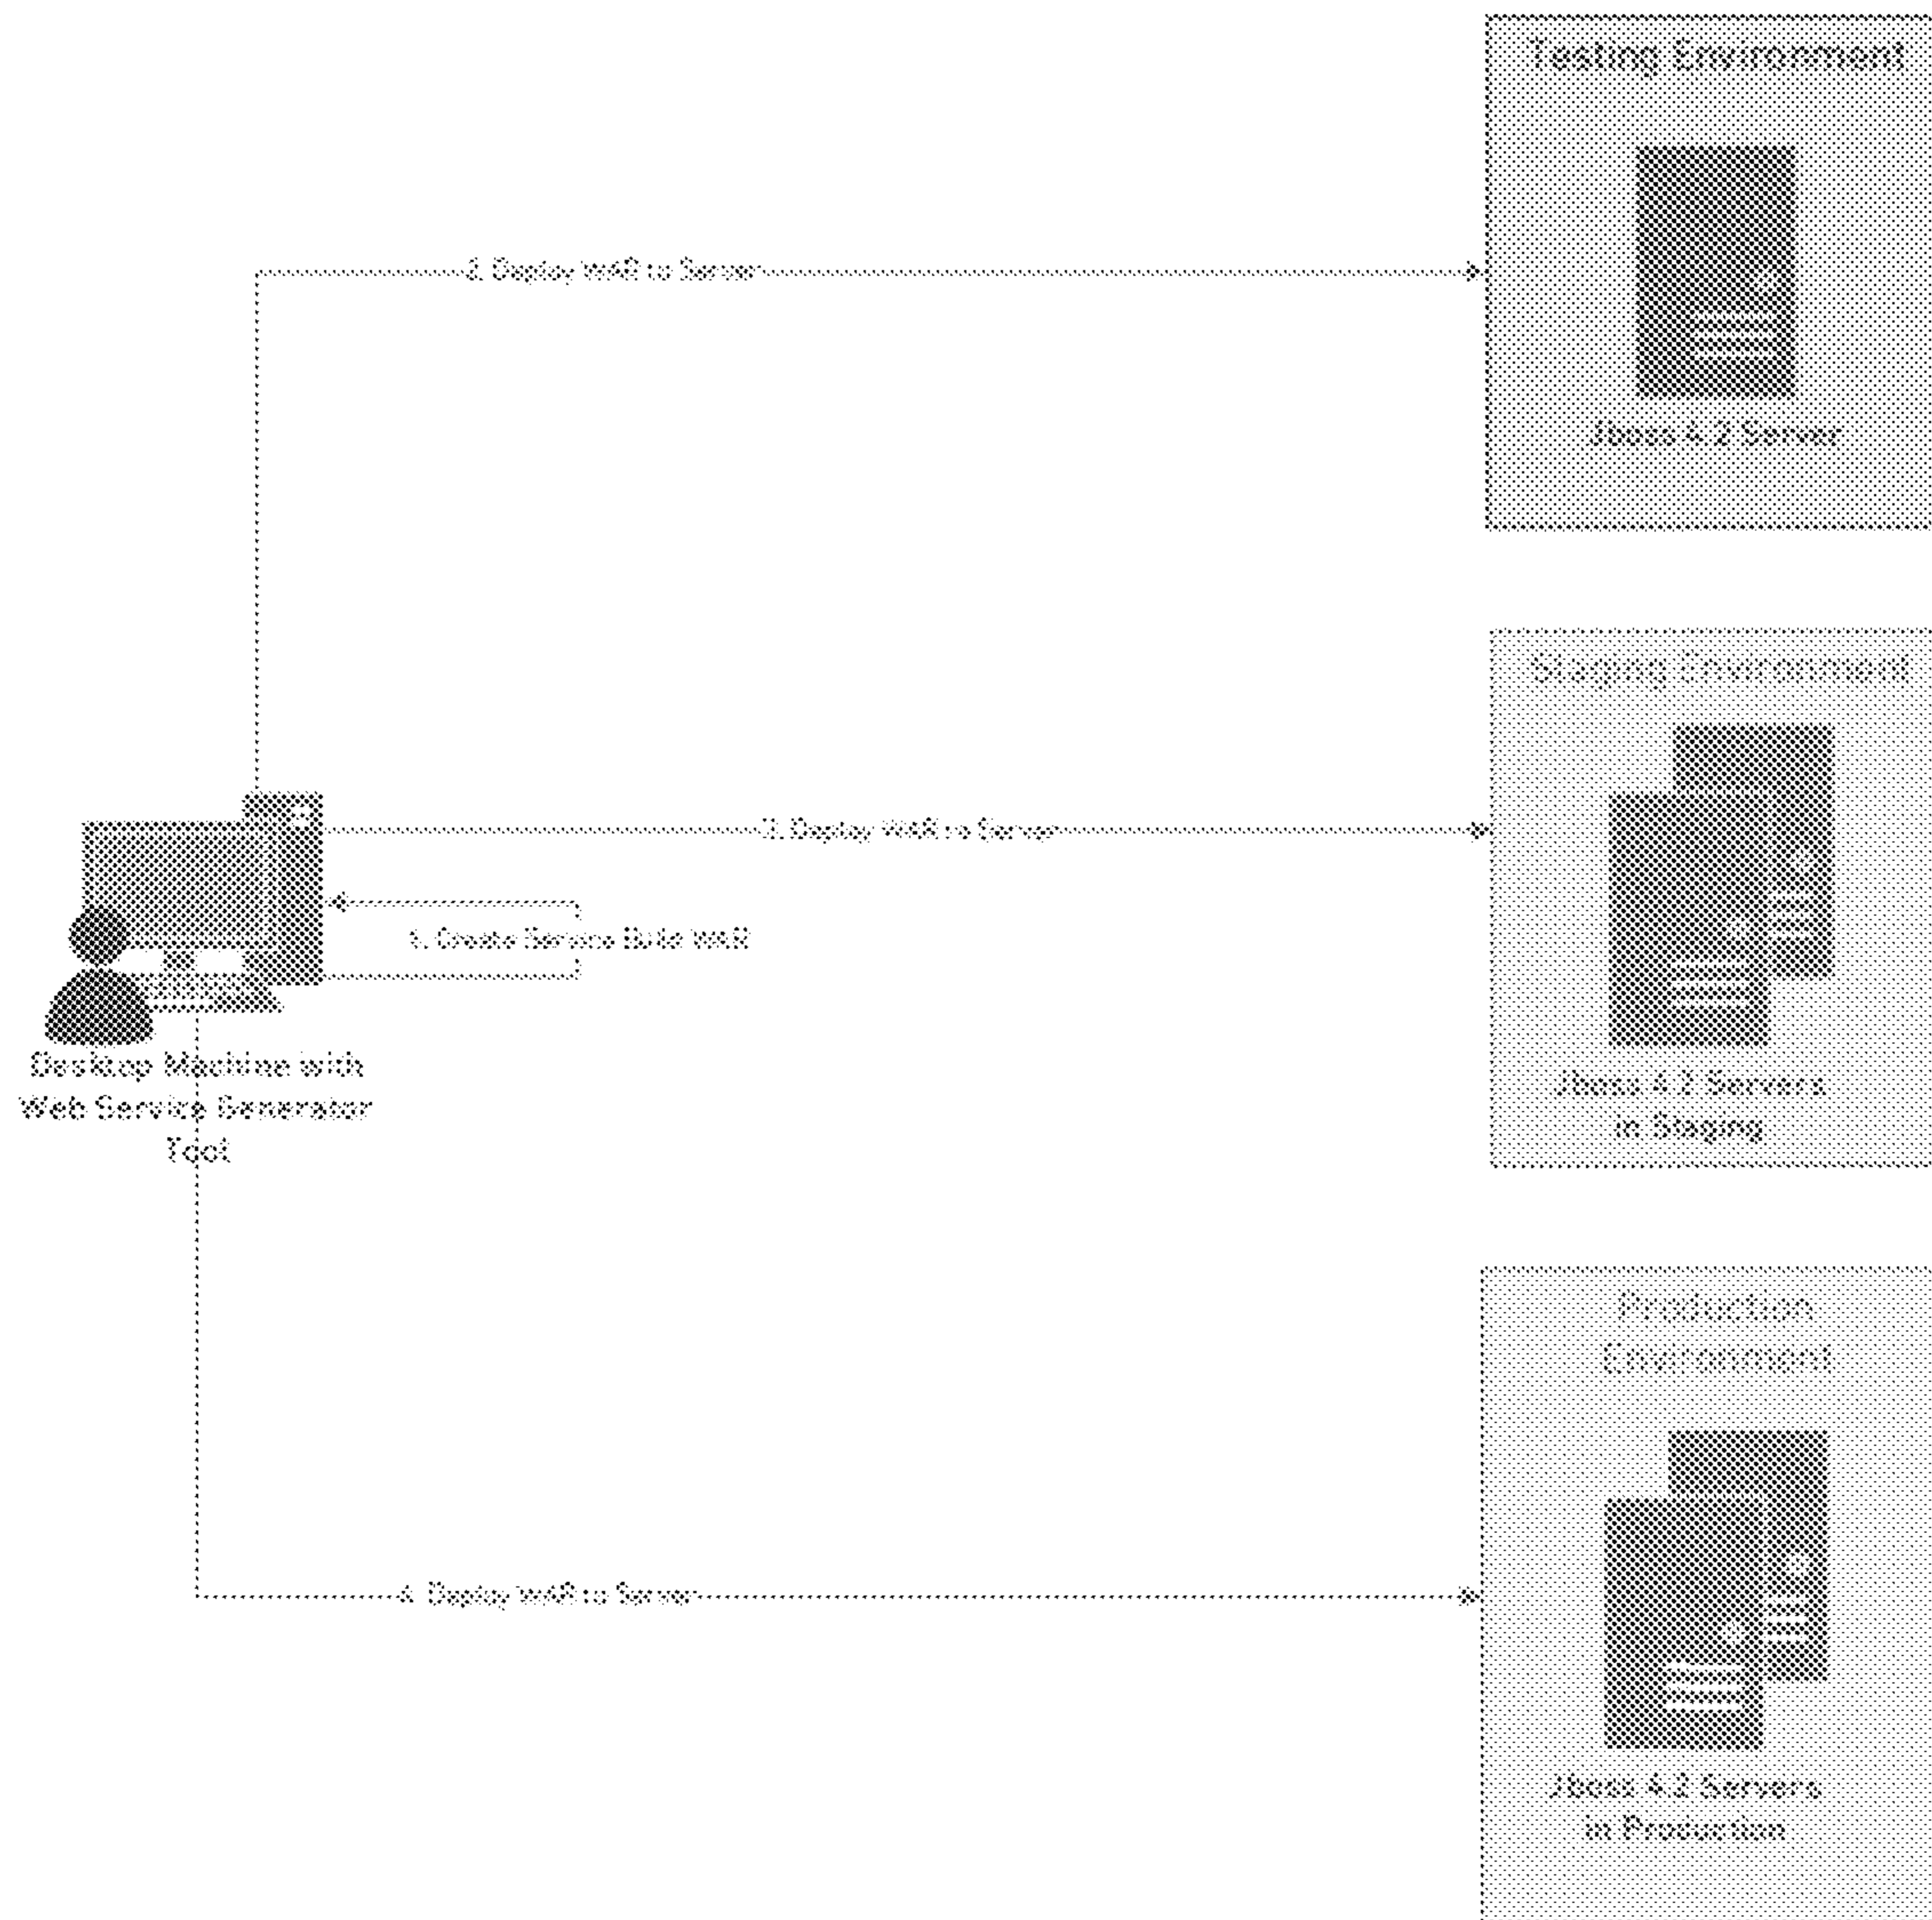 Testing Environment
2. Deploy WAR to Server
Jboss 4.2 Server
Staging Environment
3. Deploy WAR to Server
1. Create Service Rule WAR
Desktop Machine with
Web Service Generator
Tool
Jboss 4.2 Servers
in Staging
Production
Environment
4. Deploy WAR to Server
Jboss 4.2 Servers
in Production